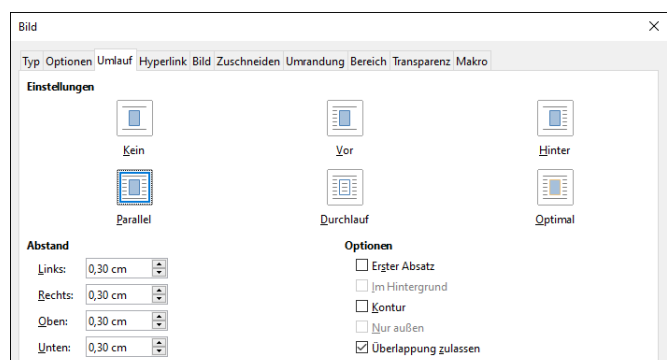 Bild
Typ Optionen Umlauf Hyperlink Bild Zuschneiden Umrandung Bereich Transparenz Makro
Einstellungen
Kein Vor Hinter
Parallel Durchlauf Optimal
Abstand Optionen
Links: 0,30 cm Erster Absatz
Rechts: 0,30 cm Im Hintergrund
Oben: 0,30 cm Kontur
Nur außen
Unten: 0,30 cm Überlappung zulassen